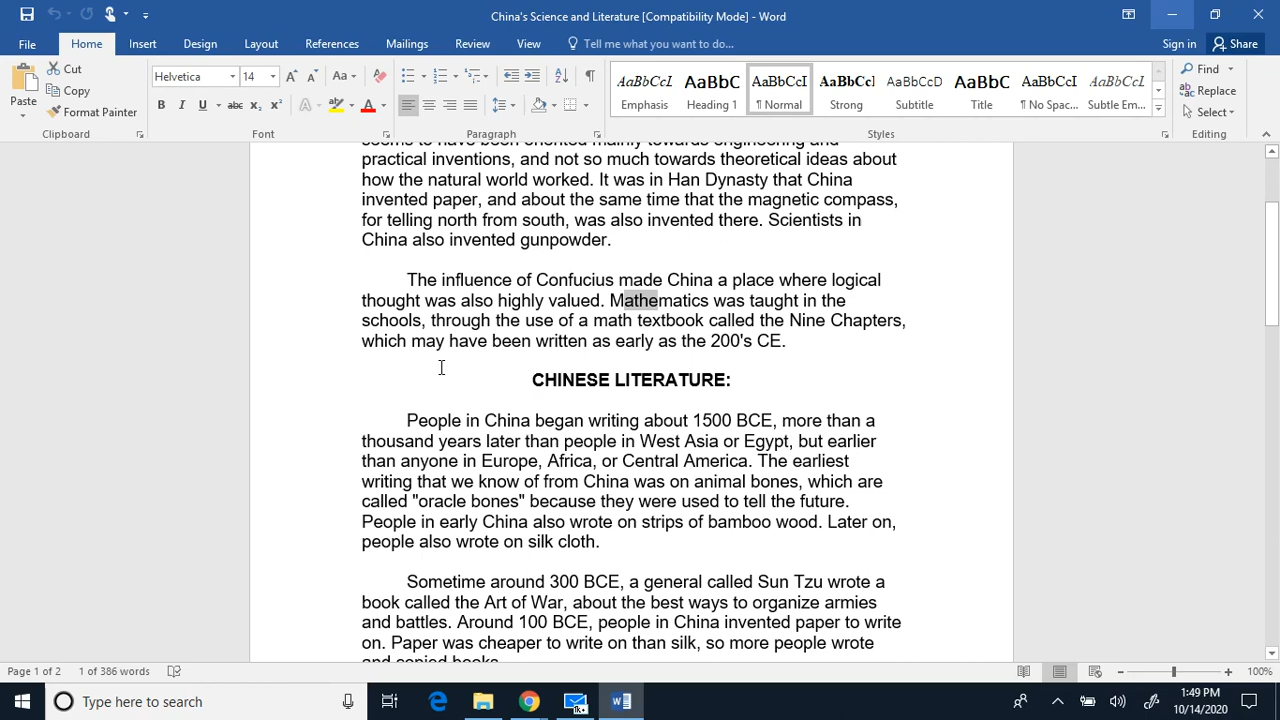 China's Science and Literature [Compatibility Mode] - Word
File Home Insert Design Layout References Mailings Review View Tell me what you want to do... Sign in Share
Paste Cut Copy Format Painter
Helvetica 14
AaBbCcI AaBbC AaBbCcI AaBbCcI AaBbCcD AaBbC AaBbCcI AaBbCcI
Emphasis Heading 1 ¶ Normal Strong Subtitle Title ¶ No Spac... Subtle Em...
Find Replace Select
Clipboard Font Paragraph Styles Editing
seems to have been oriented mainly towards engineering and
practical inventions, and not so much towards theoretical ideas about
how the natural world worked. It was in Han Dynasty that China
invented paper, and about the same time that the magnetic compass,
for telling north from south, was also invented there. Scientists in
China also invented gunpowder.
The influence of Confucius made China a place where logical
thought was also highly valued. Mathematics was taught in the
schools, through the use of a math textbook called the Nine Chapters,
which may have been written as early as the 200's CE.
CHINESE LITERATURE:
People in China began writing about 1500 BCE, more than a
thousand years later than people in West Asia or Egypt, but earlier
than anyone in Europe, Africa, or Central America. The earliest
writing that we know of from China was on animal bones, which are
called "oracle bones" because they were used to tell the future.
People in early China also wrote on strips of bamboo wood. Later on,
people also wrote on silk cloth.
Sometime around 300 BCE, a general called Sun Tzu wrote a
book called the Art of War, about the best ways to organize armies
and battles. Around 100 BCE, people in China invented paper to write
on. Paper was cheaper to write on than silk, so more people wrote
and copied books.
Page 1 of 2 1 of 386 words 100%
Type here to search 1:49 PM
10/14/2020